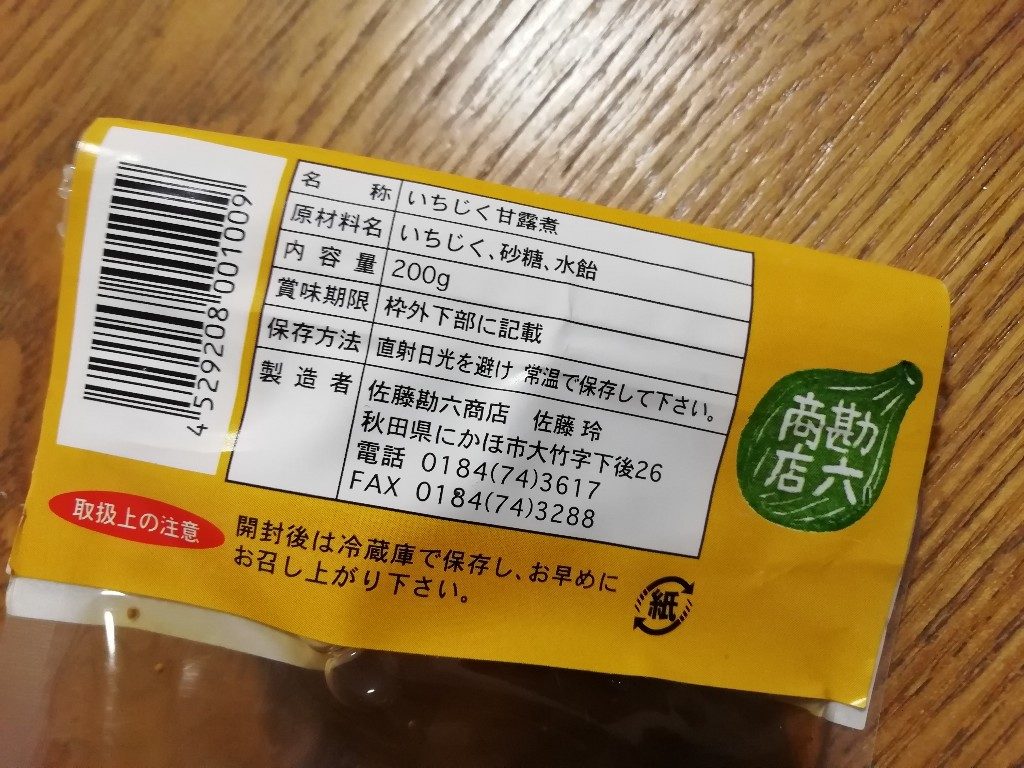 名称 いちじく甘露煮
原材料名 いちじく、砂糖、水飴
内容量 200g
賞味期限 枠外下部に記載
保存方法 直射日光を避け 常温で保存して下さい。
製造者 佐藤勘六商店 佐藤 玲
秋田県にかほ市大竹字下後26
電話 0184(74)3617
FAX 0184(74)3288
4529208001009
勘六
商店
取扱上の注意
開封後は冷蔵庫で保存し、お早めに
お召し上がり下さい。
紙